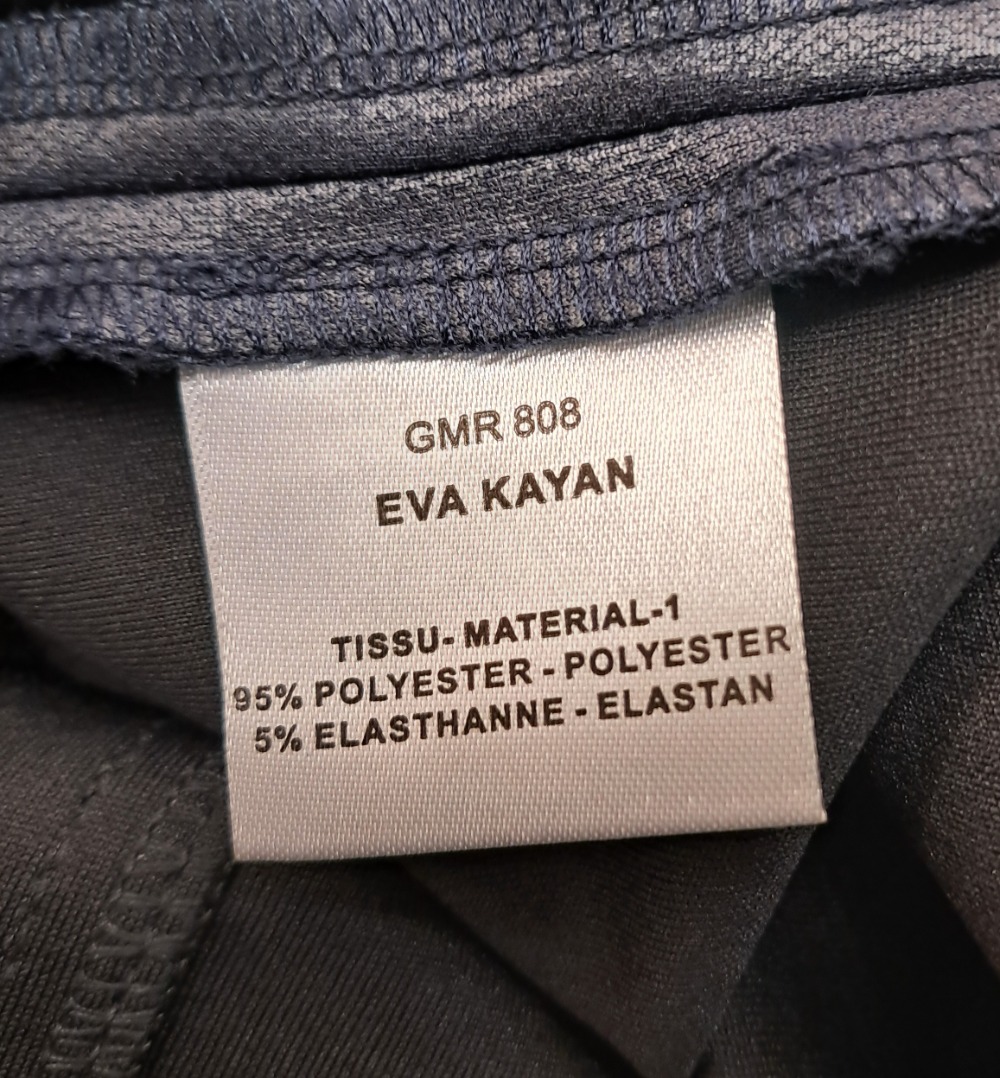 GMR 808
EVA KAYAN
TISSU- MATERIAL-1
95% POLYESTER - POLYESTER
5% ELASTHANNE - ELASTAN